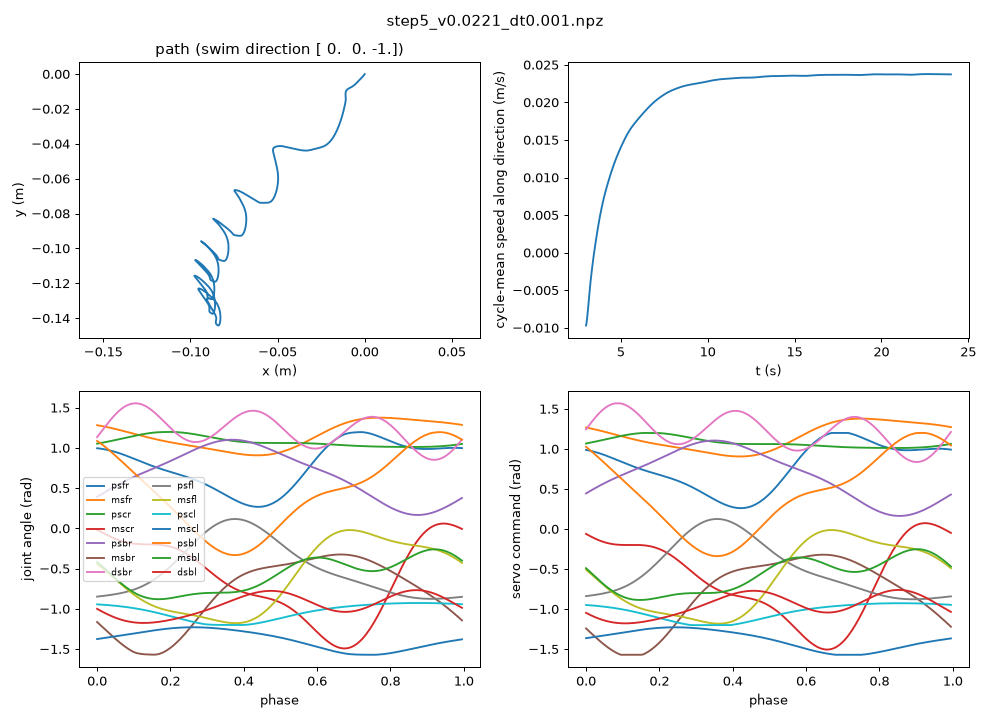 step5_v0.0221_dt0.001.npz
path (swim direction [ 0.  0. -1.])
0.00
−0.02
−0.04
−0.06
−0.08
−0.10
−0.12
−0.14
y (m)
−0.15
−0.10
−0.05
0.00
0.05
x (m)
0.025
0.020
0.015
0.010
0.005
0.000
−0.005
−0.010
cycle-mean speed along direction (m/s)
5
10
15
20
25
t (s)
1.5
1.0
0.5
0.0
−0.5
−1.0
−1.5
joint angle (rad)
psfr
msfr
pscr
mscr
psbr
msbr
dsbr
psfl
msfl
pscl
mscl
psbl
msbl
dsbl
0.0
0.2
0.4
0.6
0.8
1.0
phase
1.5
1.0
0.5
0.0
−0.5
−1.0
−1.5
servo command (rad)
0.0
0.2
0.4
0.6
0.8
1.0
phase